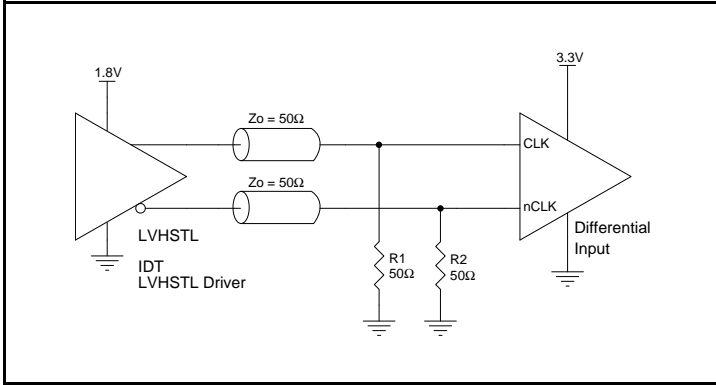 1.8V
3.3V
Zo = 50Ω
CLK
Zo = 50Ω
nCLK
Differential
Input
LVHSTL
IDT
LVHSTL Driver
R1
50Ω
R2
50Ω